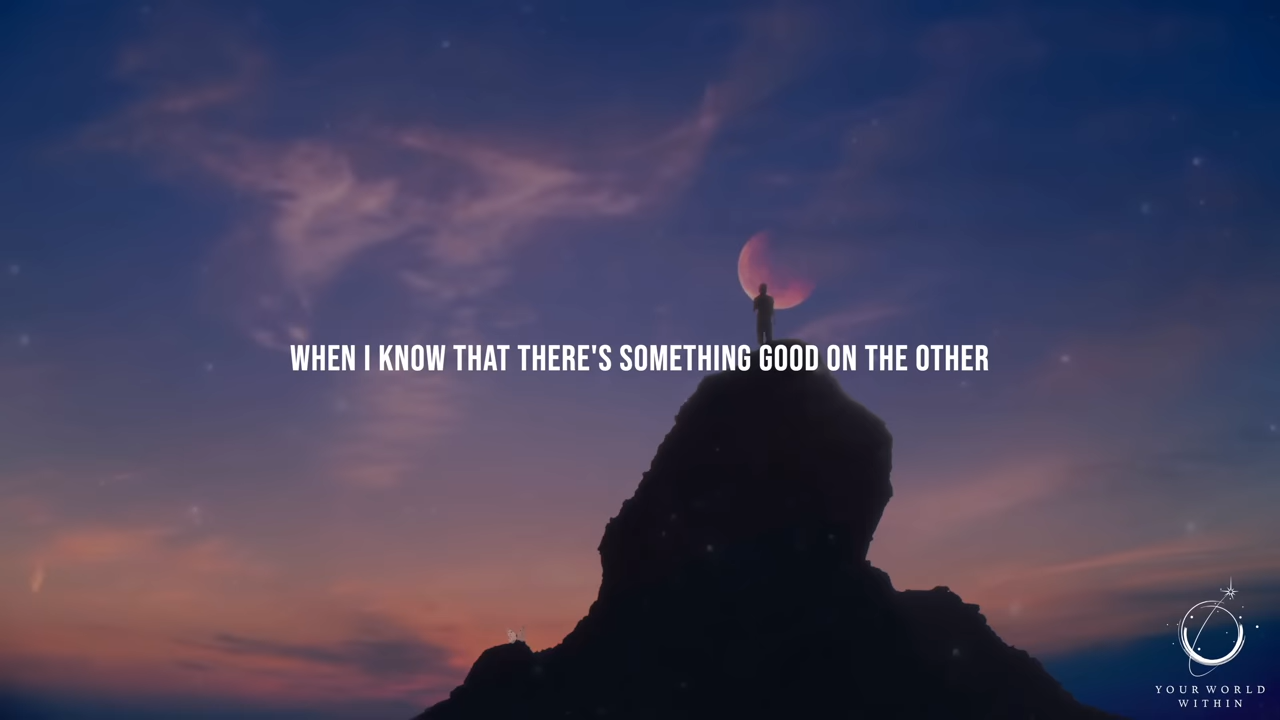 WHEN I KNOW THAT THERE'S SOMETHING GOOD ON THE OTHER
YOUR WORLD
WITHIN